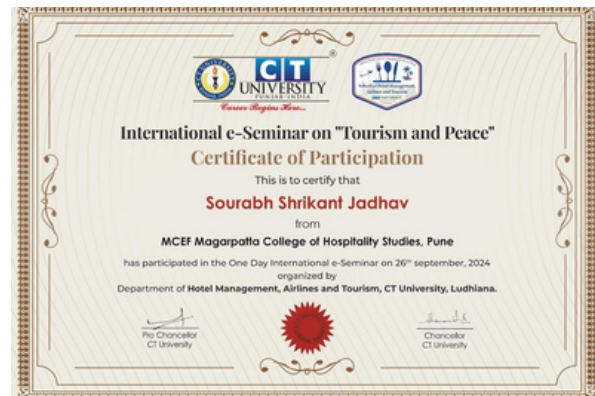 CT
UNIVERSITY
PUNJAB-INDIA
Career Begins Here...
International e-Seminar on "Tourism and Peace"
Certificate of Participation
This is to certify that
Sourabh Shrikant Jadhav
from
MCEF Magarpatta College of Hospitality Studies, Pune
has participated in the One Day International e-Seminar on 26th september, 2024
organized by
Department of Hotel Management, Airlines and Tourism, CT University, Ludhiana.
Pro Chancellor
CT University
Chancellor
CT University